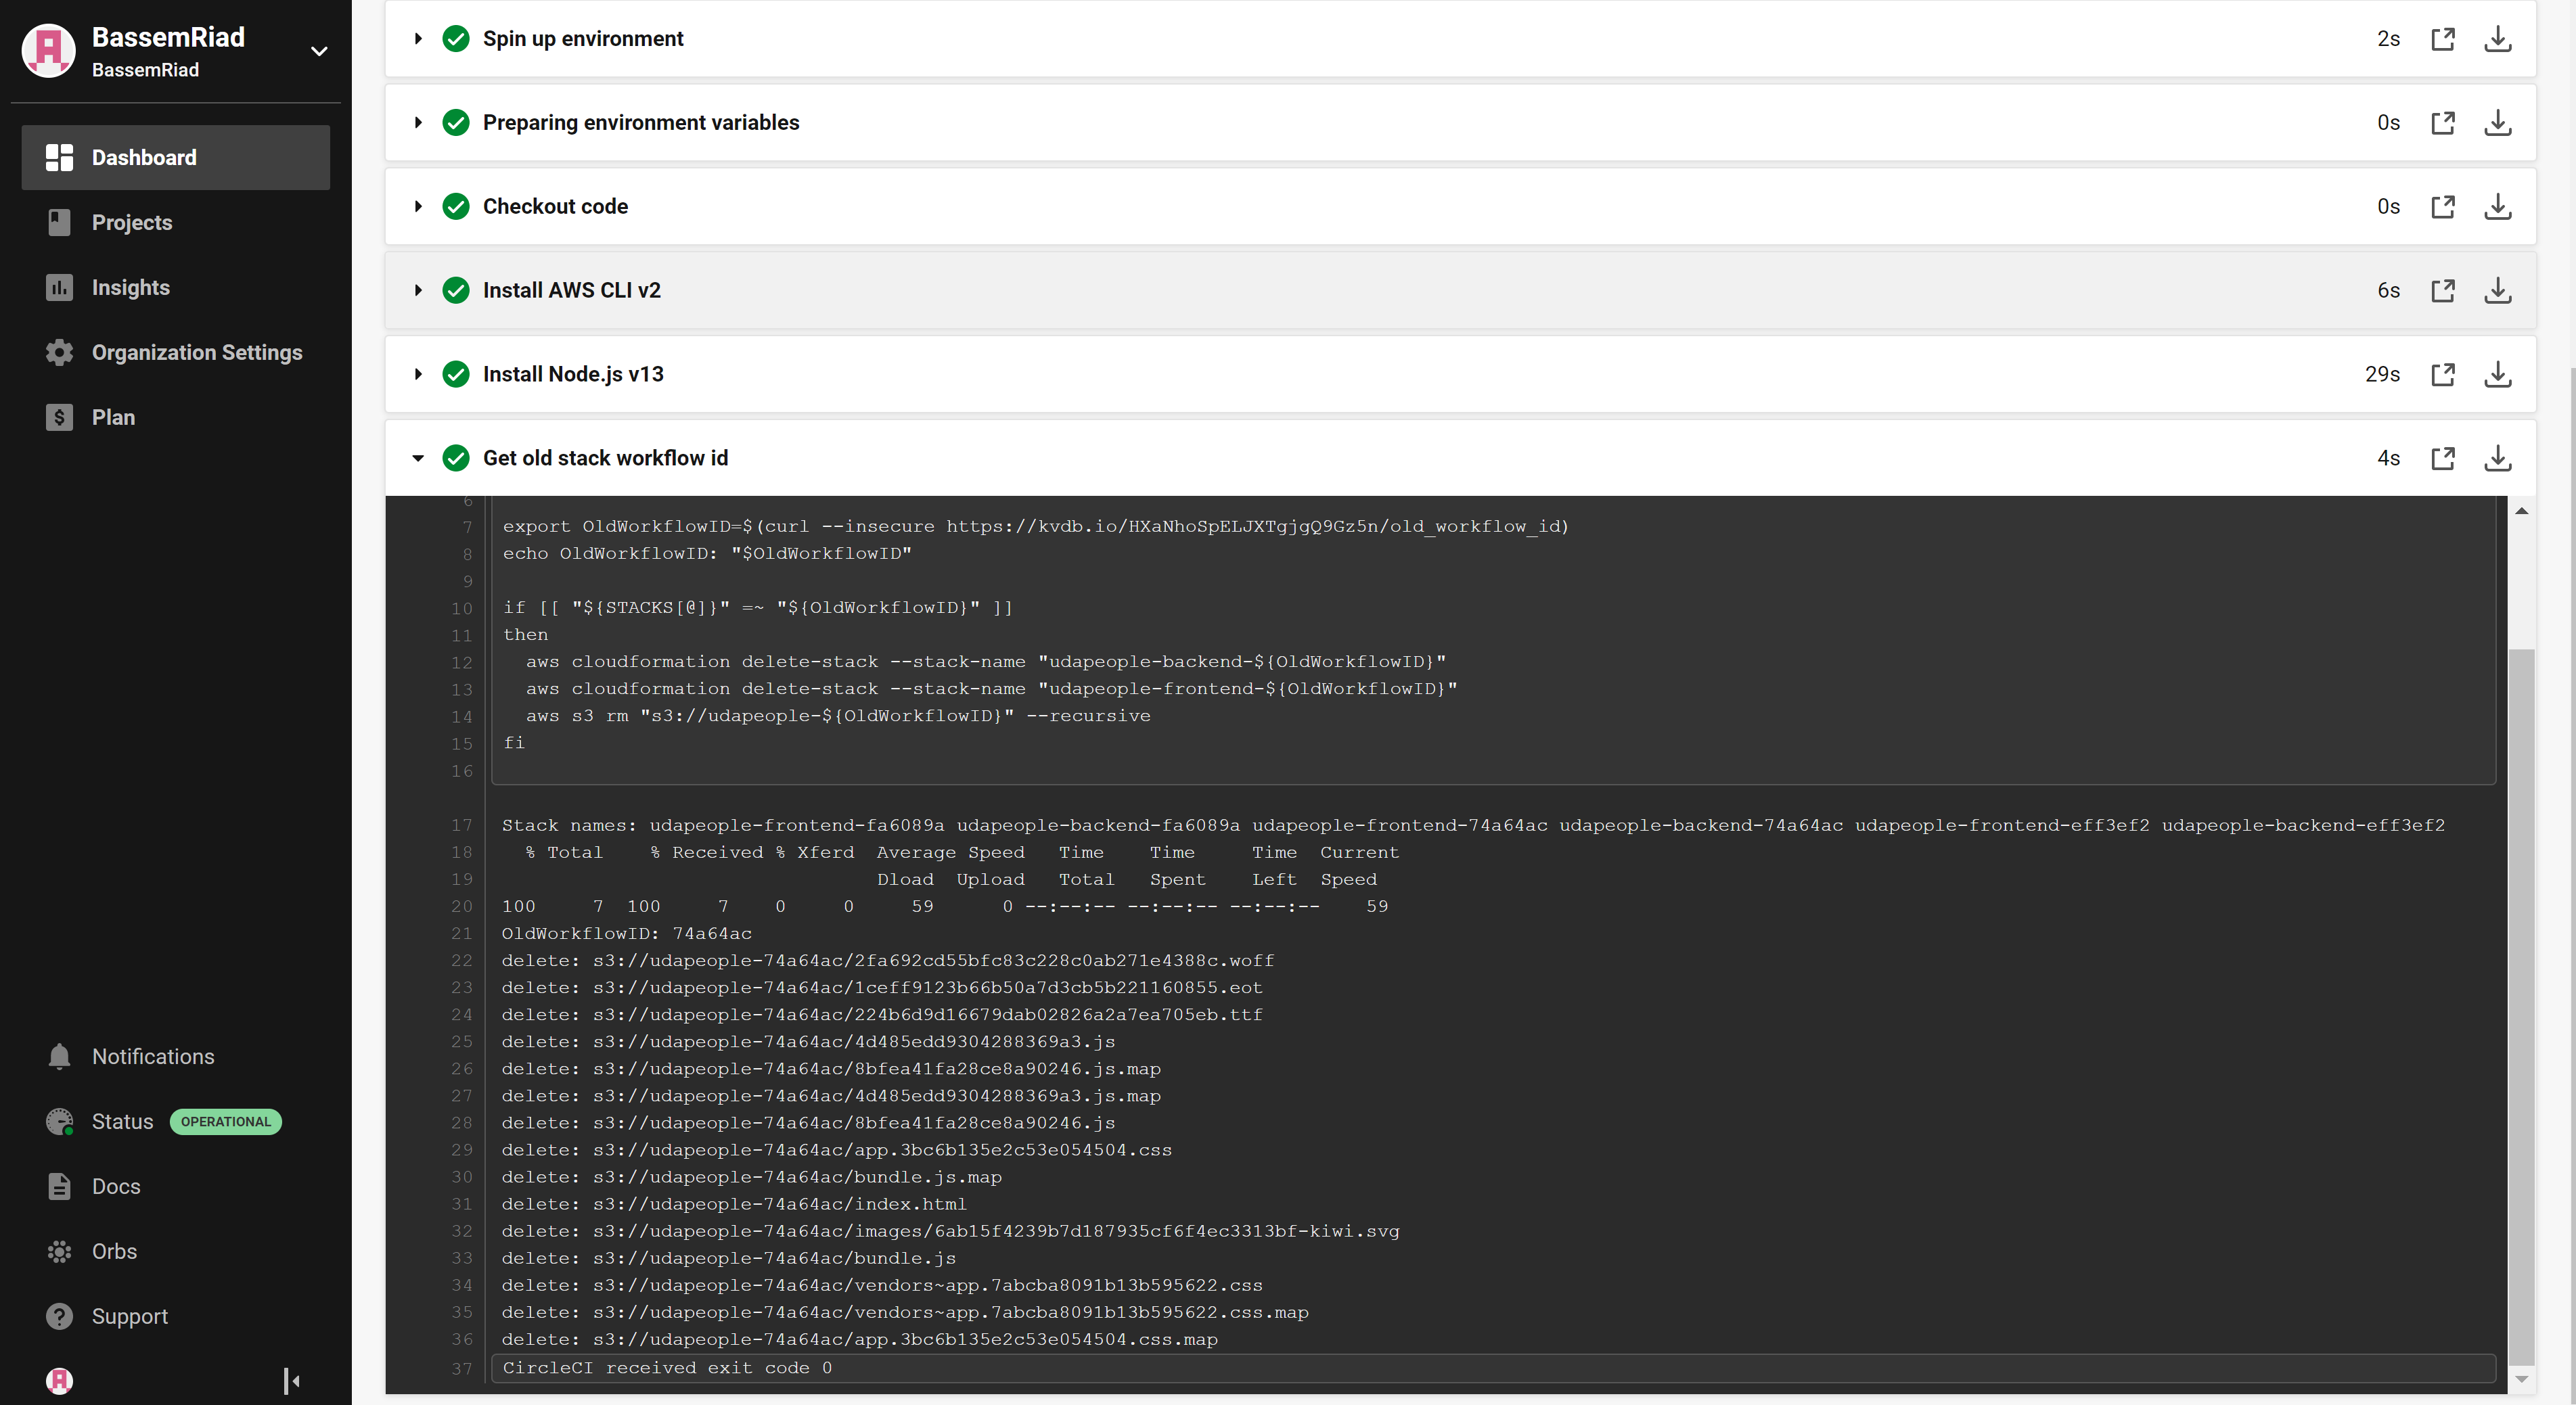 BassemRiad
BassemRiad
Dashboard
Projects
Insights
Organization Settings
Plan
Notifications
Status OPERATIONAL
Docs
Orbs
Support
Spin up environment 2s
Preparing environment variables 0s
Checkout code 0s
Install AWS CLI v2 6s
Install Node.js v13 29s
Get old stack workflow id 4s
6
7 export OldWorkflowID=$(curl --insecure https://kvdb.io/HXaNhoSpELJXTgjgQ9Gz5n/old_workflow_id)
8 echo OldWorkflowID: "$OldWorkflowID"
9
10 if [[ "${STACKS[@]}" =~ "${OldWorkflowID}" ]]
11 then
12 aws cloudformation delete-stack --stack-name "udapeople-backend-${OldWorkflowID}"
13 aws cloudformation delete-stack --stack-name "udapeople-frontend-${OldWorkflowID}"
14 aws s3 rm "s3://udapeople-${OldWorkflowID}" --recursive
15 fi
16
17 Stack names: udapeople-frontend-fa6089a udapeople-backend-fa6089a udapeople-frontend-74a64ac udapeople-backend-74a64ac udapeople-frontend-eff3ef2 udapeople-backend-eff3ef2
18 % Total % Received % Xferd Average Speed Time Time Time Current
19 Dload Upload Total Spent Left Speed
20 100 7 100 7 0 0 59 0 --:--:-- --:--:-- --:--:-- 59
21 OldWorkflowID: 74a64ac
22 delete: s3://udapeople-74a64ac/2fa692cd55bfc83c228c0ab271e4388c.woff
23 delete: s3://udapeople-74a64ac/1ceff9123b66b50a7d3cb5b221160855.eot
24 delete: s3://udapeople-74a64ac/224b6d9d16679dab02826a2a7ea705eb.ttf
25 delete: s3://udapeople-74a64ac/4d485edd9304288369a3.js
26 delete: s3://udapeople-74a64ac/8bfea41fa28ce8a90246.js.map
27 delete: s3://udapeople-74a64ac/4d485edd9304288369a3.js.map
28 delete: s3://udapeople-74a64ac/8bfea41fa28ce8a90246.js
29 delete: s3://udapeople-74a64ac/app.3bc6b135e2c53e054504.css
30 delete: s3://udapeople-74a64ac/bundle.js.map
31 delete: s3://udapeople-74a64ac/index.html
32 delete: s3://udapeople-74a64ac/images/6ab15f4239b7d187935cf6f4ec3313bf-kiwi.svg
33 delete: s3://udapeople-74a64ac/bundle.js
34 delete: s3://udapeople-74a64ac/vendors~app.7abcba8091b13b595622.css
35 delete: s3://udapeople-74a64ac/vendors~app.7abcba8091b13b595622.css.map
36 delete: s3://udapeople-74a64ac/app.3bc6b135e2c53e054504.css.map
37 CircleCI received exit code 0